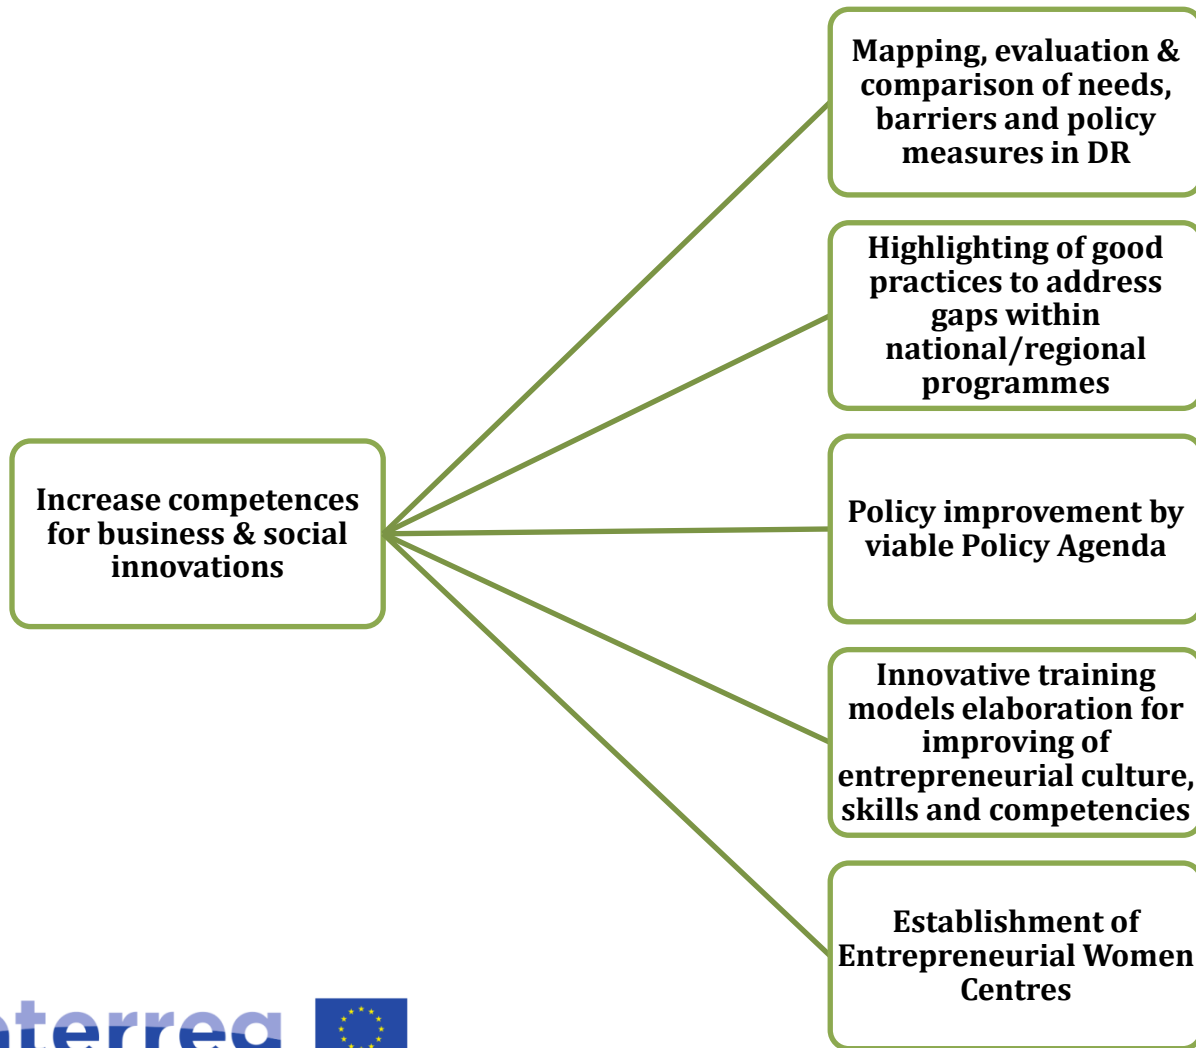 Mapping, evaluation &
comparison of needs,
barriers and policy
measures in DR
Highlighting of good
practices to address
gaps within
national/regional
programmes
Increase competences
for business & social
innovations
Policy improvement by
viable Policy Agenda
Innovative training
models elaboration for
improving of
entrepreneurial culture,
skills and competencies
Establishment of
Entrepreneurial Women
Centres